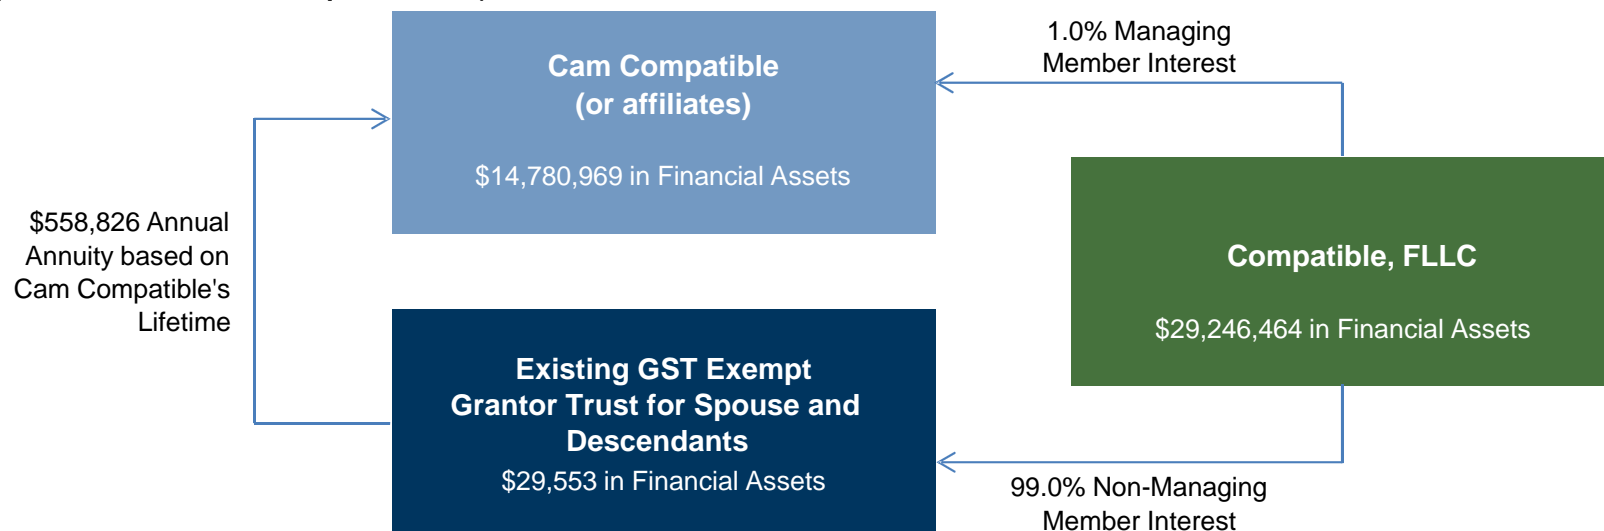 Cam Compatible
(or affiliates)
$14,780,969 in Financial Assets
1.0% Managing
Member Interest
$558,826 Annual
Annuity based on
Cam Compatible's
Lifetime
Compatible, FLLC
$29,246,464 in Financial Assets
Existing GST Exempt
Grantor Trust for Spouse and
Descendants
$29,553 in Financial Assets
99.0% Non-Managing
Member Interest